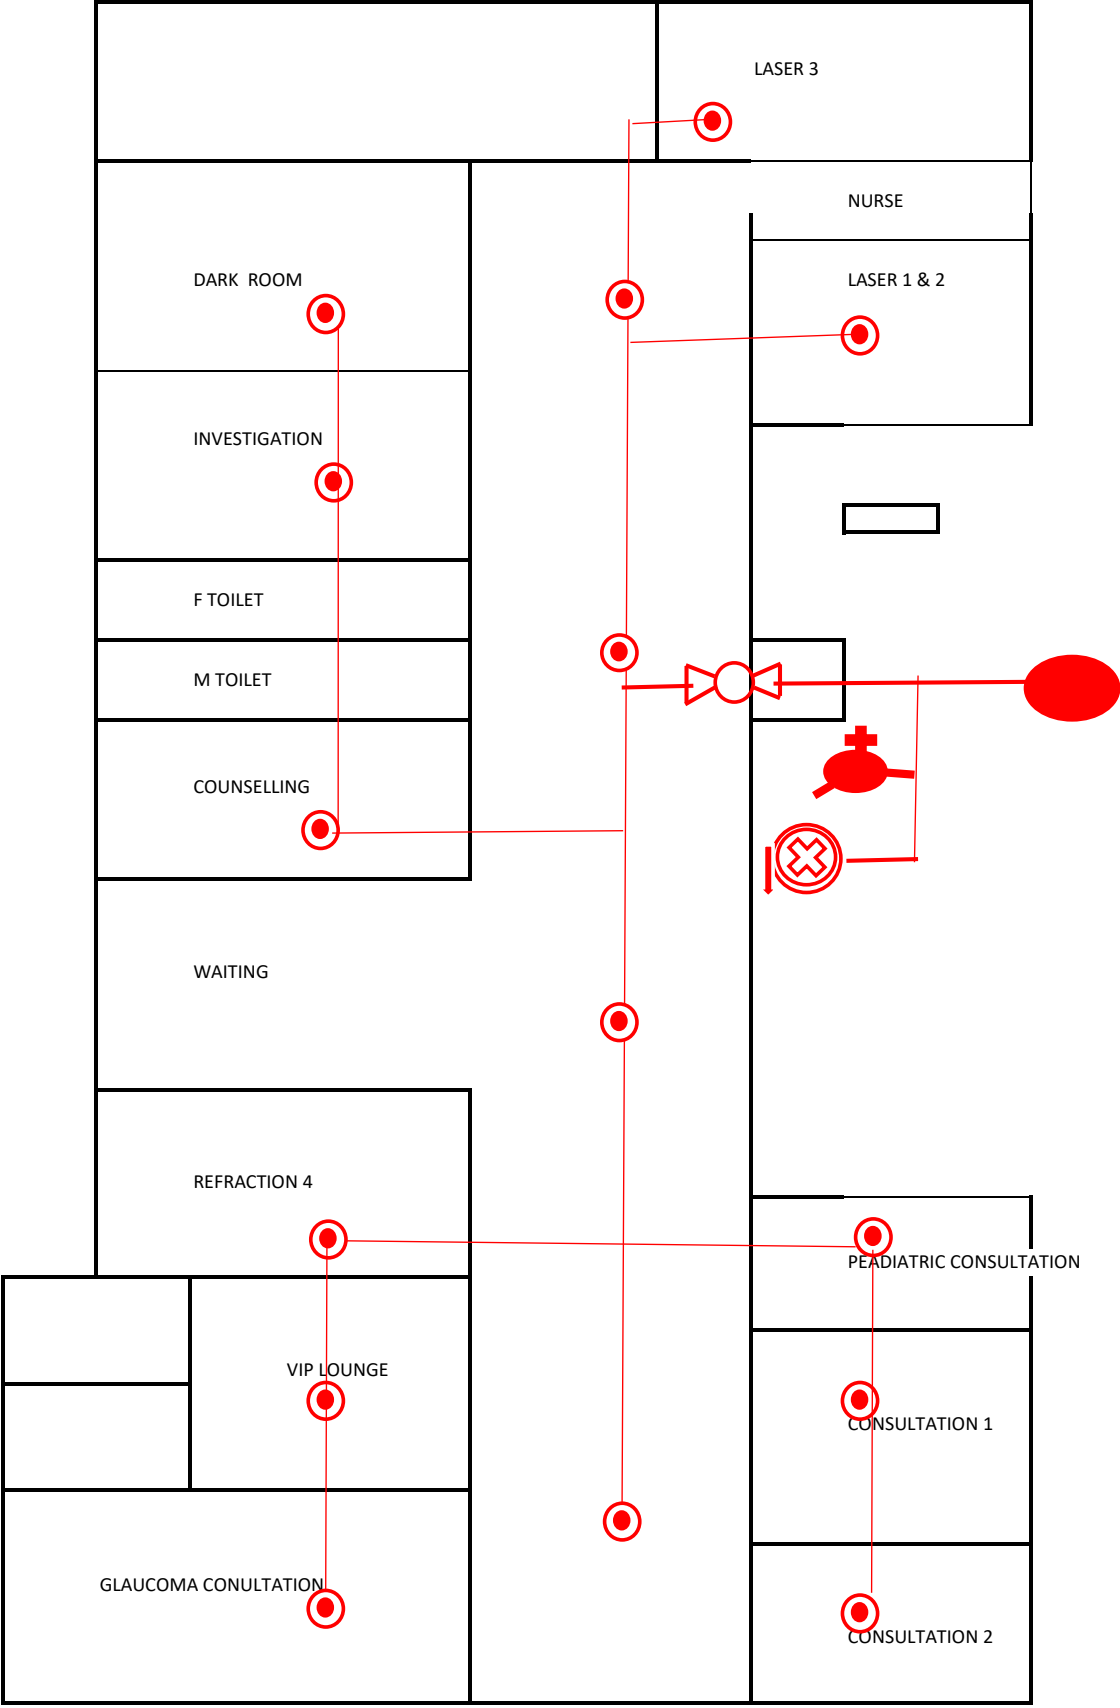 LASER 3
NURSE
DARK  ROOM
LASER 1 & 2
INVESTIGATION
F TOILET
M TOILET
COUNSELLING
WAITING
REFRACTION 4
PEADIATRIC CONSULTATION
VIP LOUNGE
CONSULTATION 1
GLAUCOMA CONULTATION
CONSULTATION 2